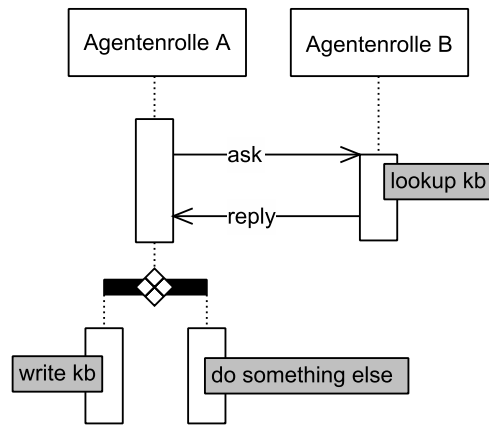 Agentenrolle A
Agentenrolle B
ask
lookup kb
reply
write kb
do something else